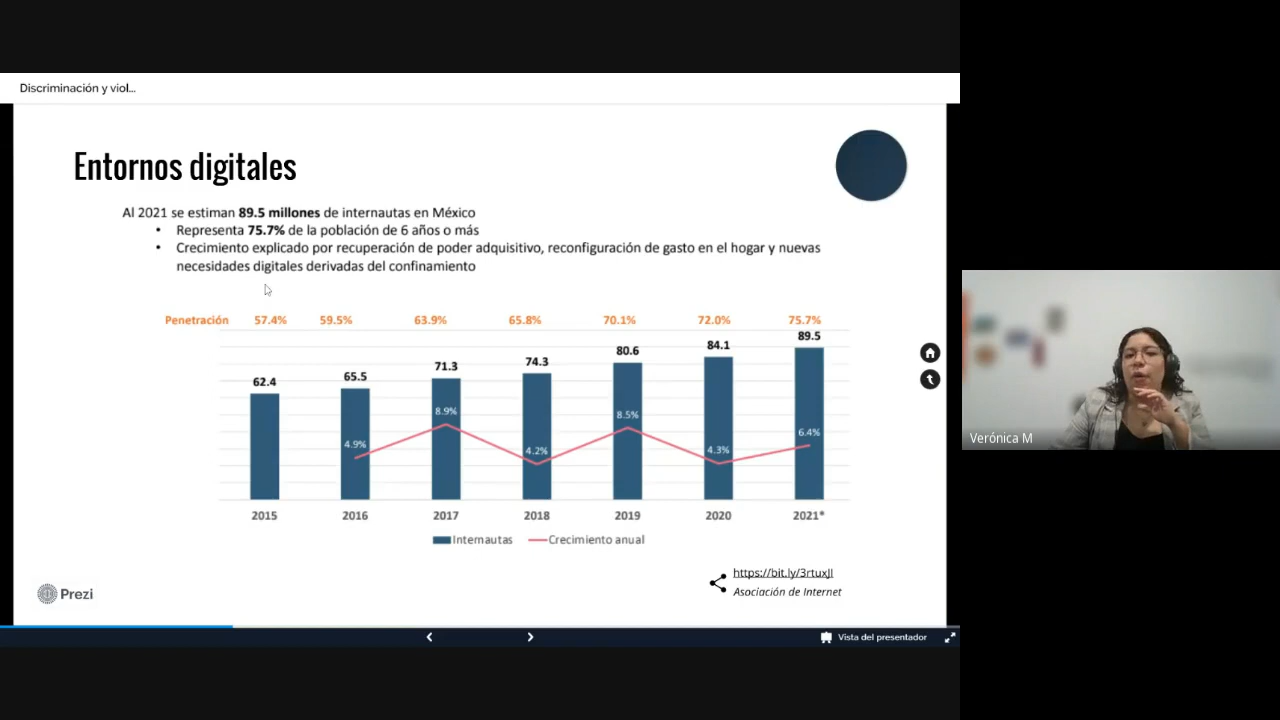 Discriminación y viol...
Entornos digitales
Al 2021 se estiman 89.5 millones de internautas en México
• Representa 75.7% de la población de 6 años o más
• Crecimiento explicado por recuperación de poder adquisitivo, reconfiguración de gasto en el hogar y nuevas
necesidades digitales derivadas del confinamiento
Penetración 57.4% 59.5% 63.9% 65.8% 70.1% 72.0% 75.7%
62.4 65.5 71.3 74.3 80.6 84.1 89.5
4.9% 8.9% 4.2% 8.5% 4.3% 6.4%
2015 2016 2017 2018 2019 2020 2021*
Internautas Crecimiento anual
https://bit.ly/3rtuxJl
Asociación de Internet
Prezi
Vista del presentador
Verónica M